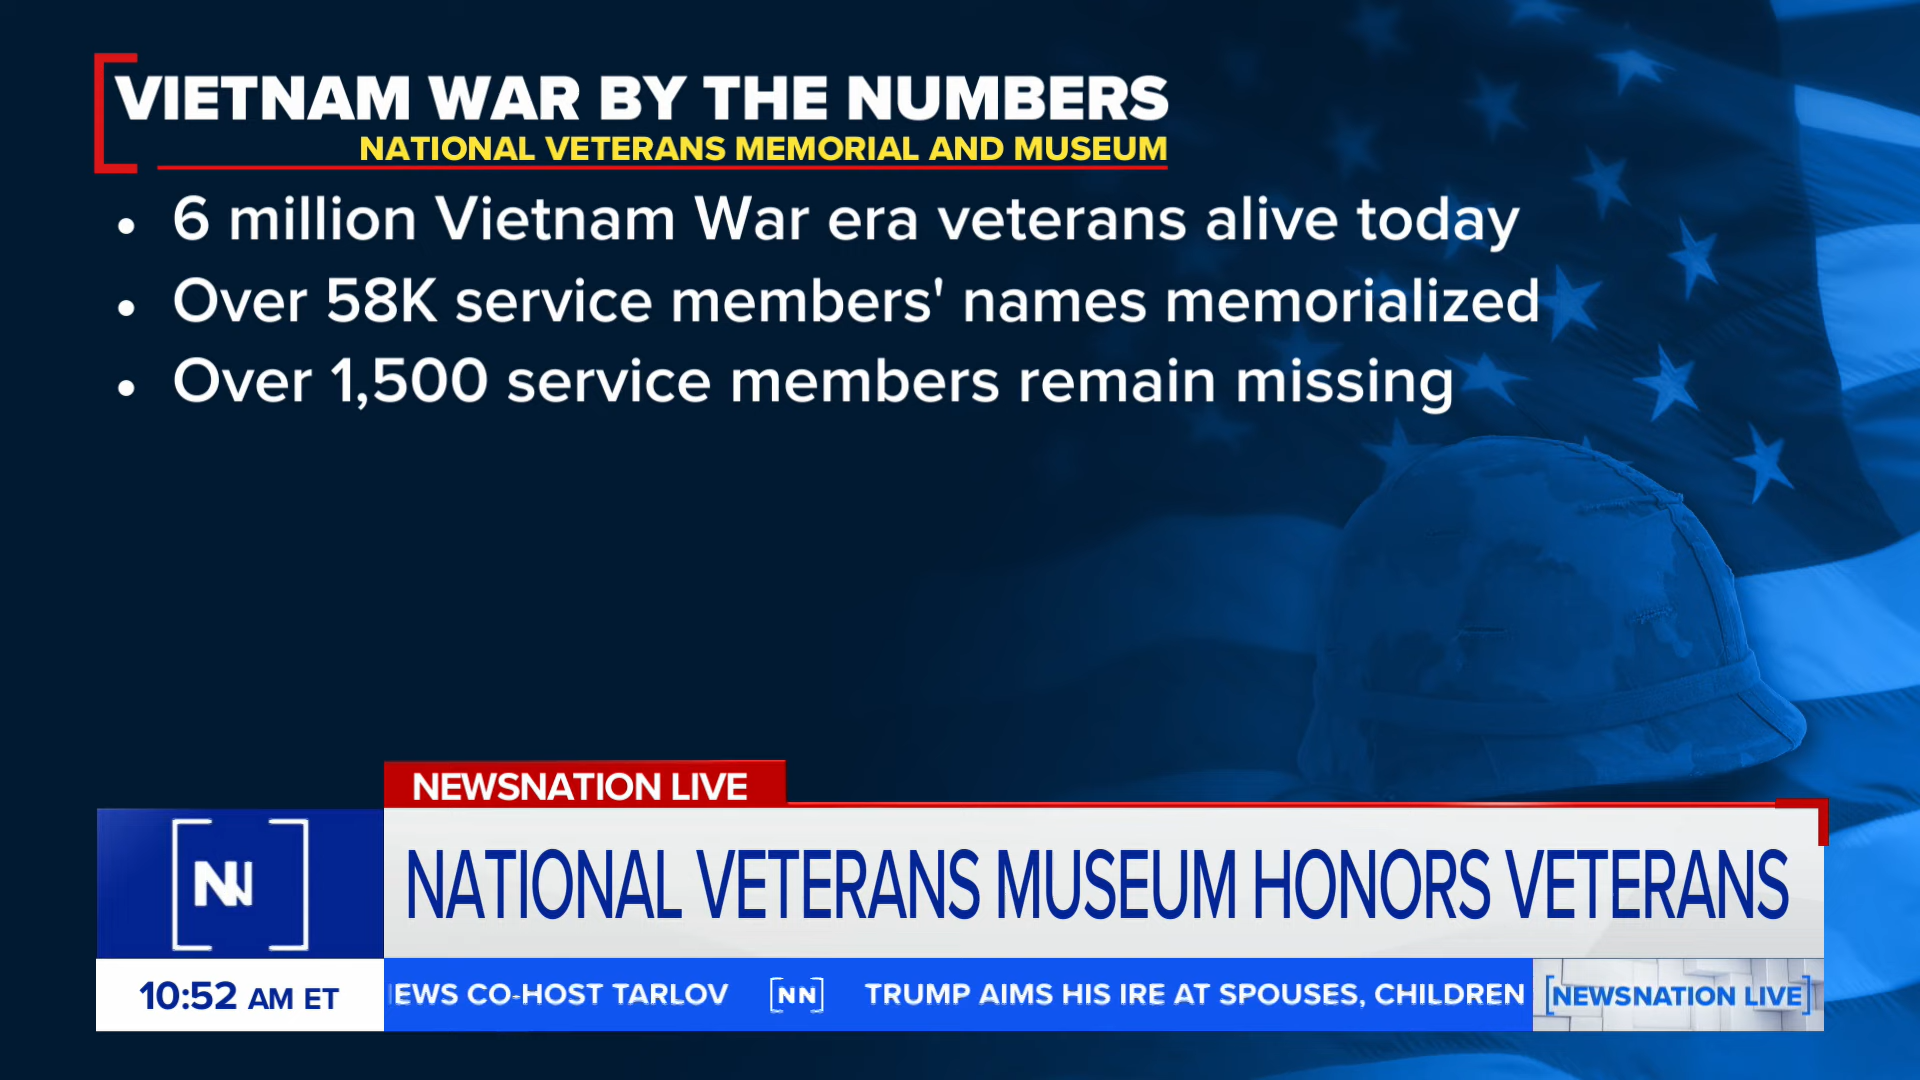 VIETNAM WAR BY THE NUMBERS
NATIONAL VETERANS MEMORIAL AND MUSEUM
• 6 million Vietnam War era veterans alive today
• Over 58K service members' names memorialized
• Over 1,500 service members remain missing
NEWSNATION LIVE
NN
NATIONAL VETERANS MUSEUM HONORS VETERANS
10:52 AM ET
EWS CO-HOST TARLOV [NN] TRUMP AIMS HIS IRE AT SPOUSES, CHILDREN
[NEWSNATION LIVE]